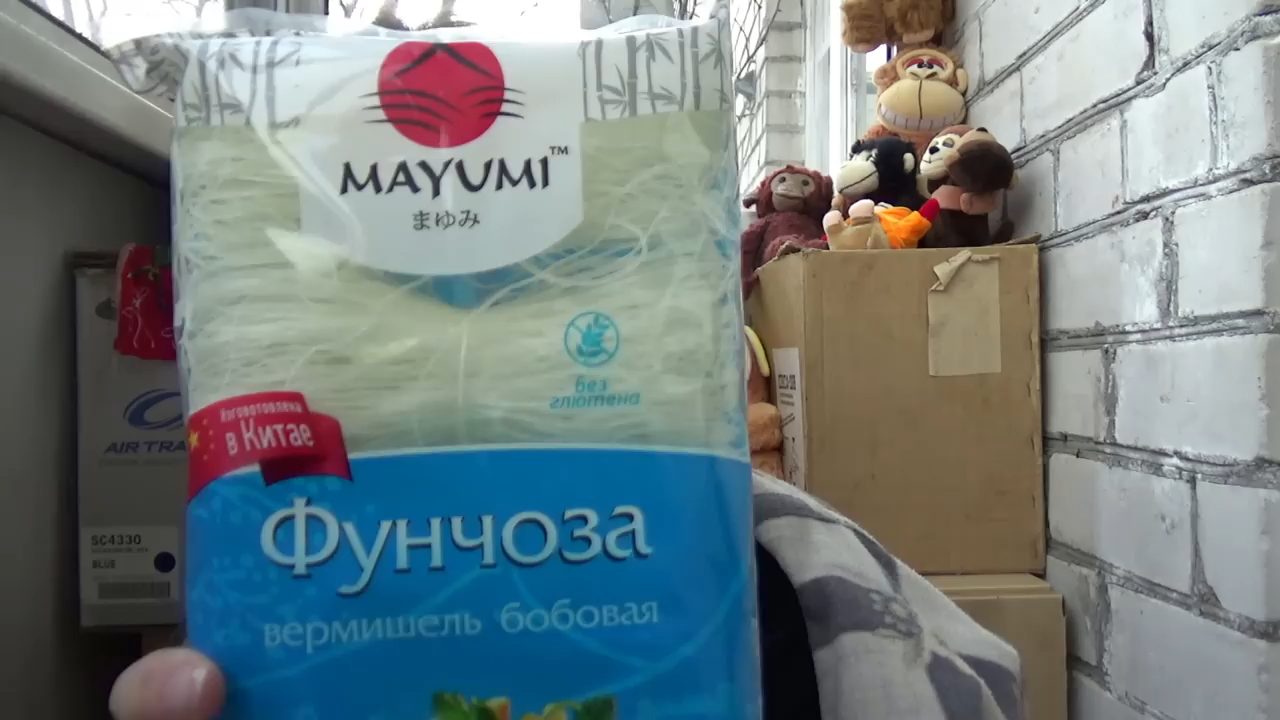 MAYUMI™
まゆみ
без
глютена
Изготовлена
в Китае
Фунчоза
вермишель бобовая
AIR TRA
SC4330
BLUE